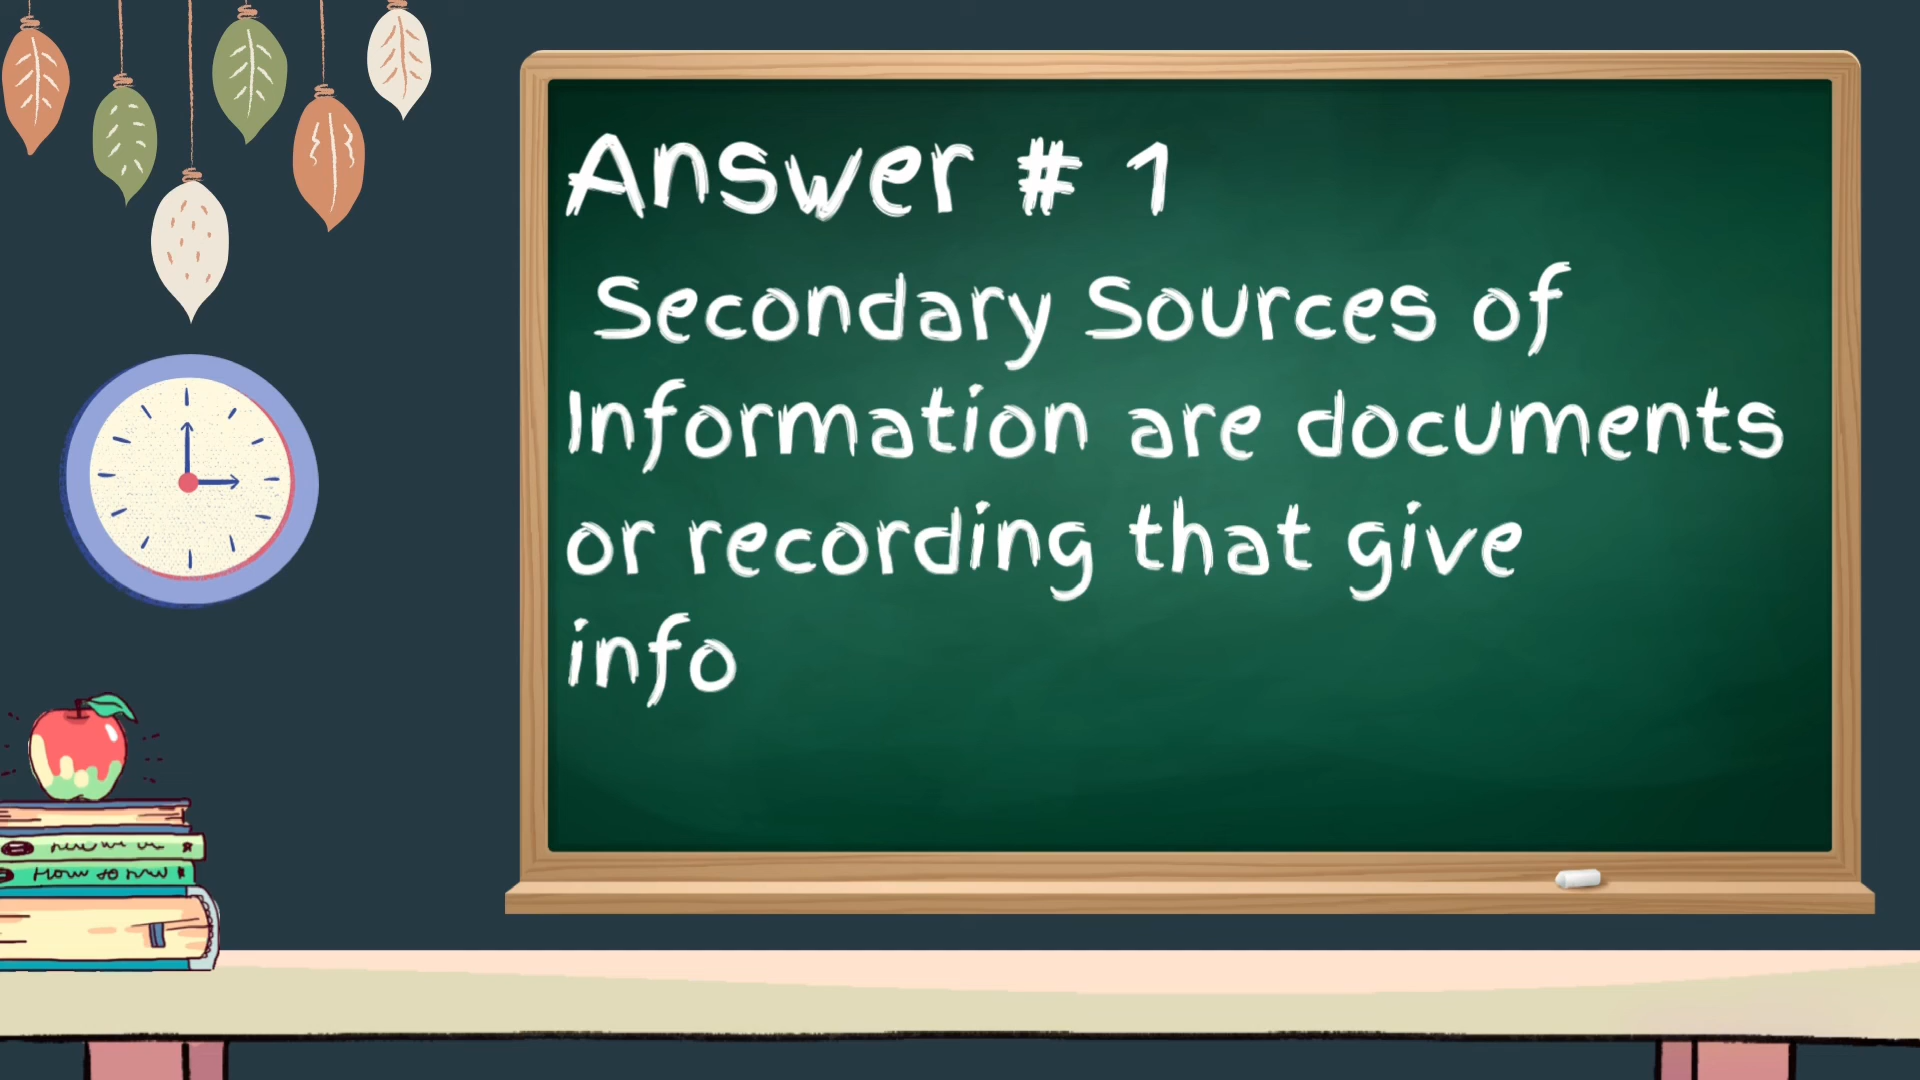 Answer # 1
Secondary Sources of
Information are documents
or recording that give
info